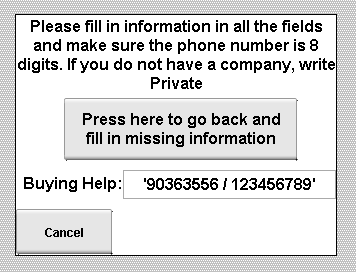 Please fill in information in all the fields
and make sure the phone number is 8
digits. If you do not have a company, write
Private
Press here to go back and
fill in missing information
Buying Help: '90363556 / 123456789'
Cancel